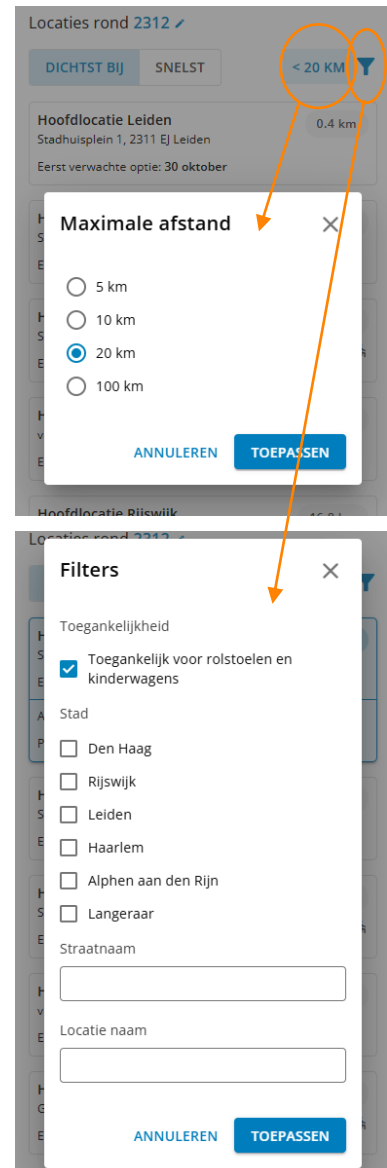 Locaties rond 2312
DICHTST BIJ SNELST < 20 KM
Hoofdlocatie Leiden 0.4 km
Stadhuisplein 1, 2311 EJ Leiden
Eerst verwachte optie: 30 oktober
H
Maximale afstand
S
E
5 km
10 km
H
S
20 km
E
100 km
H
v
ANNULEREN TOEPASSEN
E
Hoofdlocatie Rijswijk
Locaties rond 2312
Filters
H
Toegankelijkheid
S
Toegankelijk voor rolstoelen en
E
kinderwagens
A
Stad
P
Den Haag
H
Rijswijk
S
Leiden
E
Haarlem
Alphen aan den Rijn
H
S
Langeraar
E
Straatnaam
H
v
Locatie naam
E
H
G
ANNULEREN TOEPASSEN
E